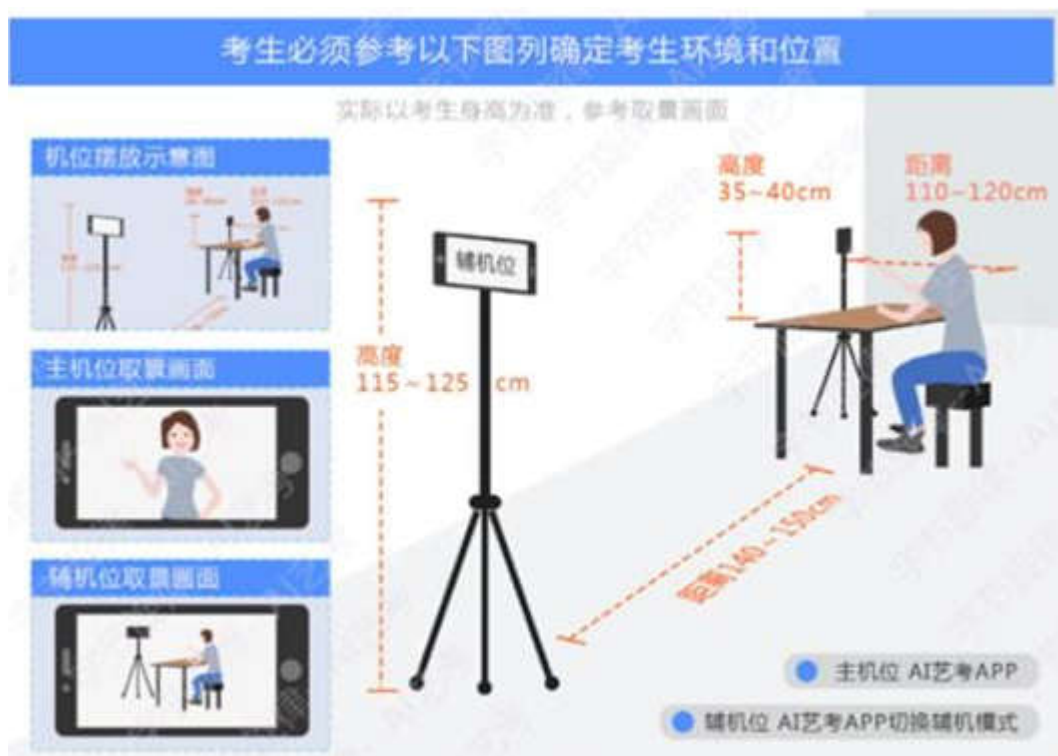 考生必须参考以下图列确定考生环境和位置
实际以考生身高为准，参考取景画面
机位摆放示意图
主机位取景画面
辅机位取景画面
辅机位
高度
115~125 cm
高度
35~40cm
距离
110~120cm
距离140~150cm
主机位 AI艺考APP
辅机位 AI艺考APP切换辅机模式